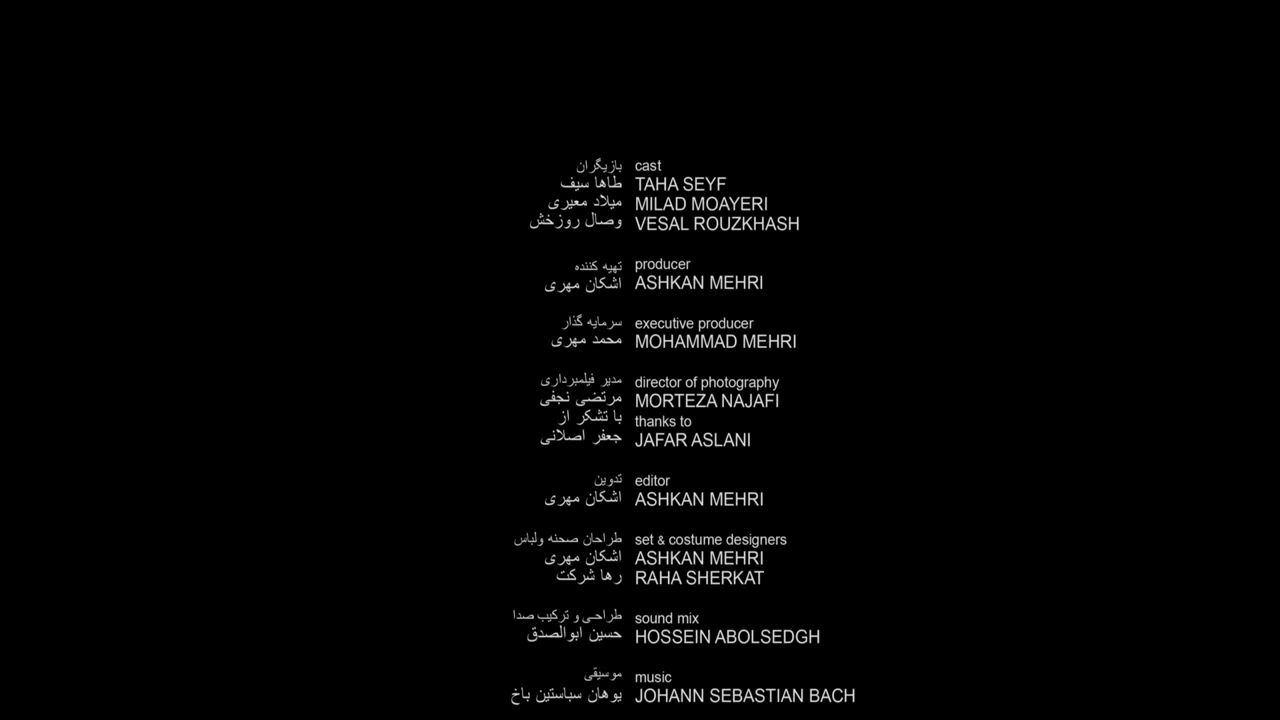 بازیگران cast
طاها سیف TAHA SEYF
میلاد معیری MILAD MOAYERI
وصال روزخش VESAL ROUZKHASH
تهیه کننده producer
اشکان مهری ASHKAN MEHRI
سرمایه گذار executive producer
محمد مهری MOHAMMAD MEHRI
مدیر فیلمبرداری director of photography
مرتضی نجفی MORTEZA NAJAFI
با تشکر از thanks to
جعفر اصلانی JAFAR ASLANI
تدوین editor
اشکان مهری ASHKAN MEHRI
طراحان صحنه ولباس set & costume designers
اشکان مهری ASHKAN MEHRI
رها شرکت RAHA SHERKAT
طراحی و ترکیب صدا sound mix
حسین ابوالصدق HOSSEIN ABOLSEDGH
موسیقی music
یوهان سباستین باخ JOHANN SEBASTIAN BACH